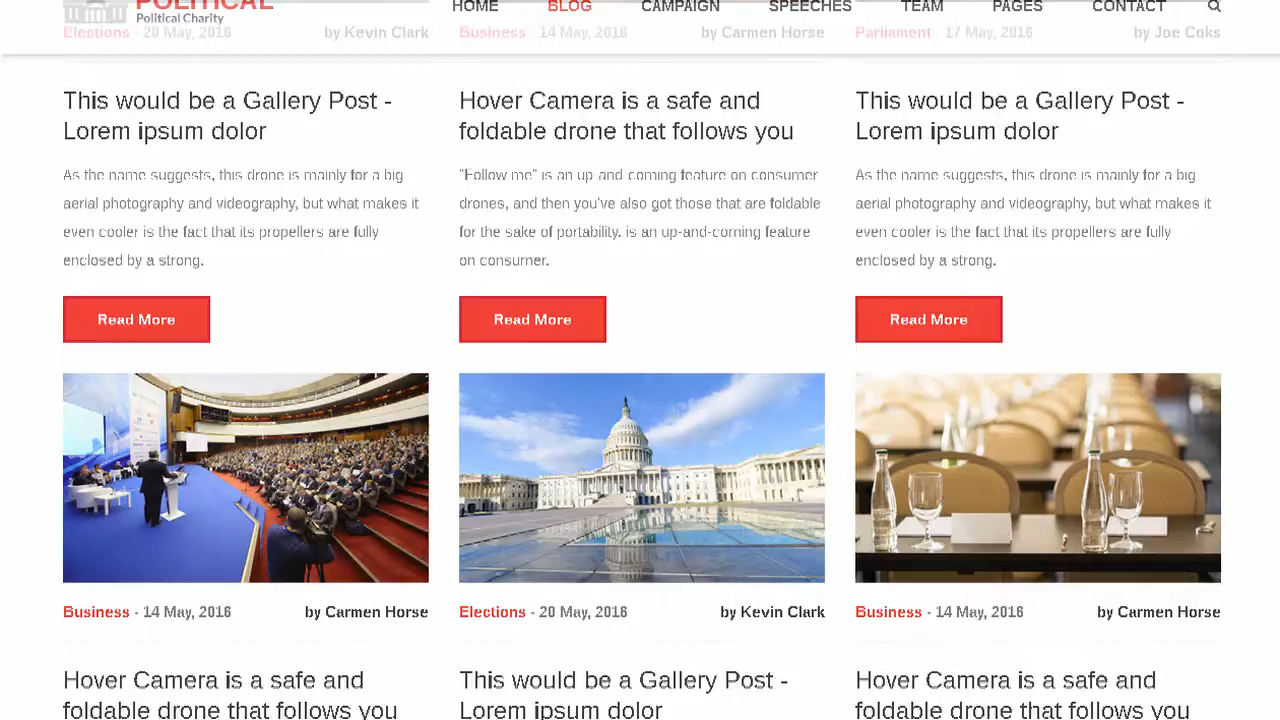 POLITICAL
Political Charity
HOME BLOG CAMPAIGN SPEECHES TEAM PAGES CONTACT
Elections - 20 May, 2016 by Kevin Clark
Business - 14 May, 2016 by Carmen Horse
Parliament - 17 May, 2016 by Joe Coks
This would be a Gallery Post -
Lorem ipsum dolor
As the name suggests, this drone is mainly for a big
aerial photography and videography, but what makes it
even cooler is the fact that its propellers are fully
enclosed by a strong.
Read More
Hover Camera is a safe and
foldable drone that follows you
"Follow me" is an up-and-coming feature on consumer
drones, and then you've also got those that are foldable
for the sake of portability. is an up-and-coming feature
on consumer.
Read More
This would be a Gallery Post -
Lorem ipsum dolor
As the name suggests, this drone is mainly for a big
aerial photography and videography, but what makes it
even cooler is the fact that its propellers are fully
enclosed by a strong.
Read More
Business - 14 May, 2016 by Carmen Horse
Hover Camera is a safe and
foldable drone that follows you
Elections - 20 May, 2016 by Kevin Clark
This would be a Gallery Post -
Lorem ipsum dolor
Business - 14 May, 2016 by Carmen Horse
Hover Camera is a safe and
foldable drone that follows you